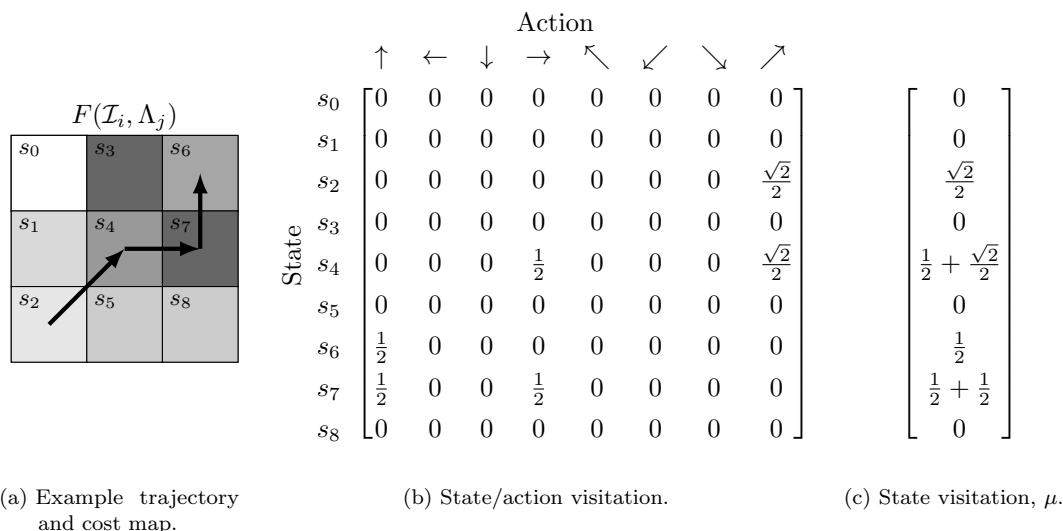 Action
↑ ← ↓ → ↖ ↙ ↘ ↗
F(ℐᵢ, Λⱼ)
s₀ s₃ s₆
s₁ s₄ s₇
s₂ s₅ s₈
State
s₀ 0 0 0 0 0 0 0 0
s₁ 0 0 0 0 0 0 0 0
s₂ 0 0 0 0 0 0 0 √2/2
s₃ 0 0 0 0 0 0 0 0
s₄ 0 0 0 1/2 0 0 0 √2/2
s₅ 0 0 0 0 0 0 0 0
s₆ 1/2 0 0 0 0 0 0 0
s₇ 1/2 0 0 1/2 0 0 0 0
s₈ 0 0 0 0 0 0 0 0
0
0
√2/2
0
1/2 + √2/2
0
1/2
1/2 + 1/2
0
(a) Example trajectory
and cost map.
(b) State/action visitation.
(c) State visitation, μ.